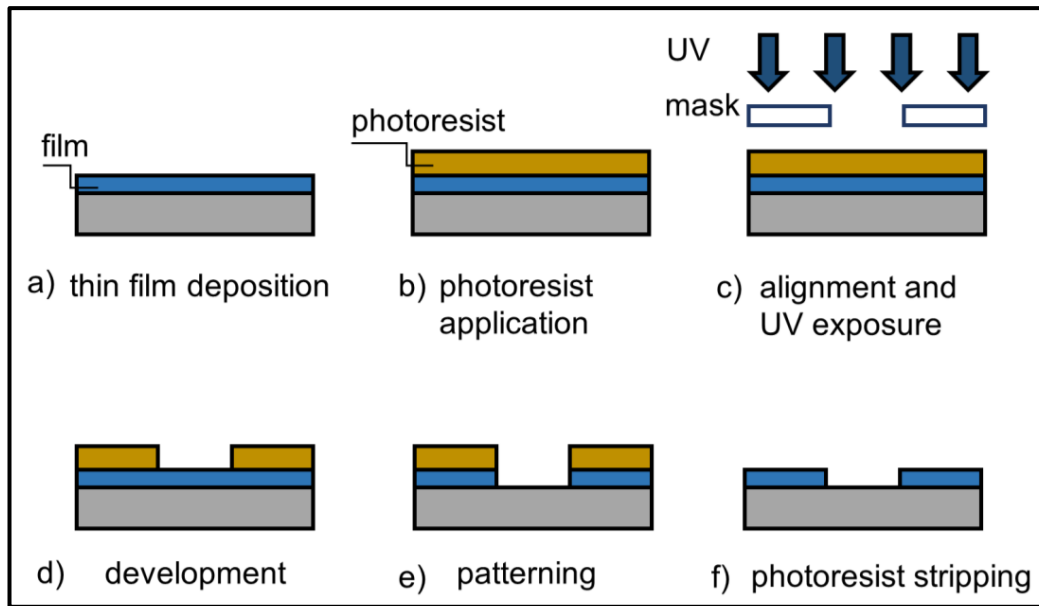 film
a) thin film deposition
photoresist
b) photoresist
application
UV
mask
c) alignment and
UV exposure
d) development
e) patterning
f) photoresist stripping